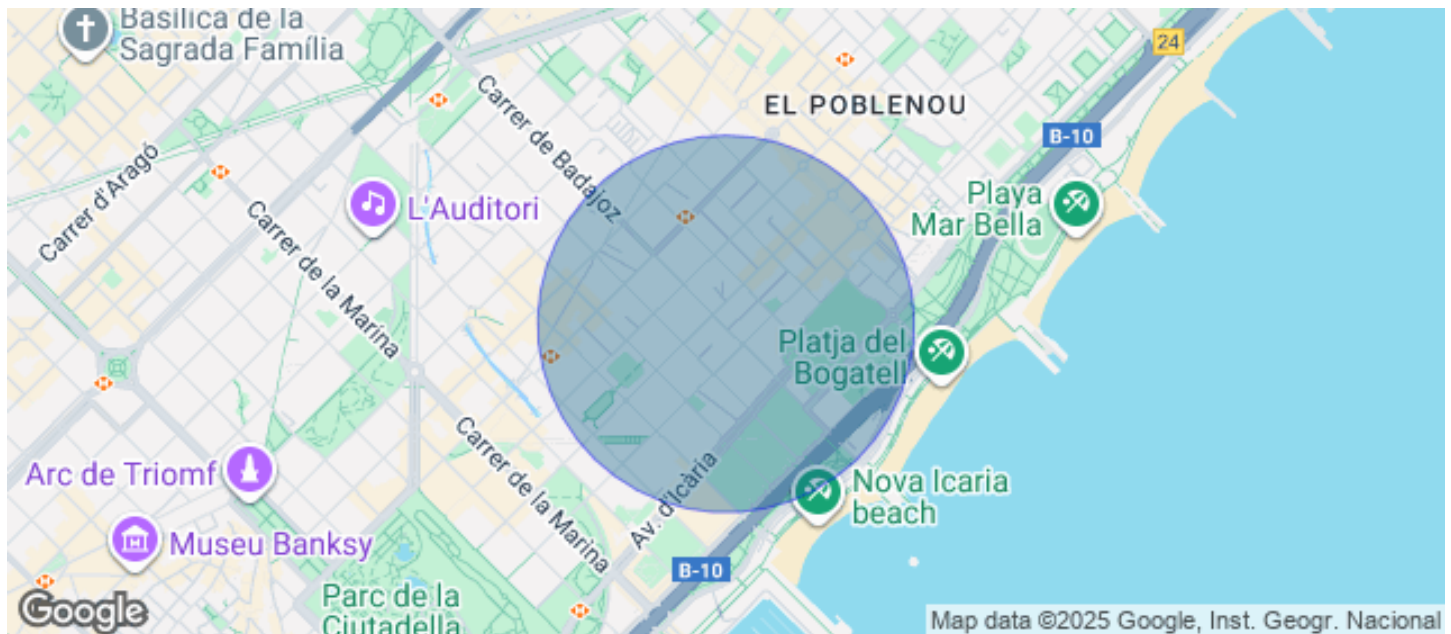 Basílica de la
Sagrada Família
24
Carrer de Badajoz
EL POBLENOU
B-10
Carrer d'Aragó
L'Auditori
Playa
Mar Bella
Carrer de la Marina
Platja del
Bogatell
Arc de Triomf
Carrer de la Marina
Av. d'Icària
Nova Icaria
beach
Museu Banksy
B-10
Parc de la
Ciutadella
Google
Map data ©2025 Google, Inst. Geogr. Nacional